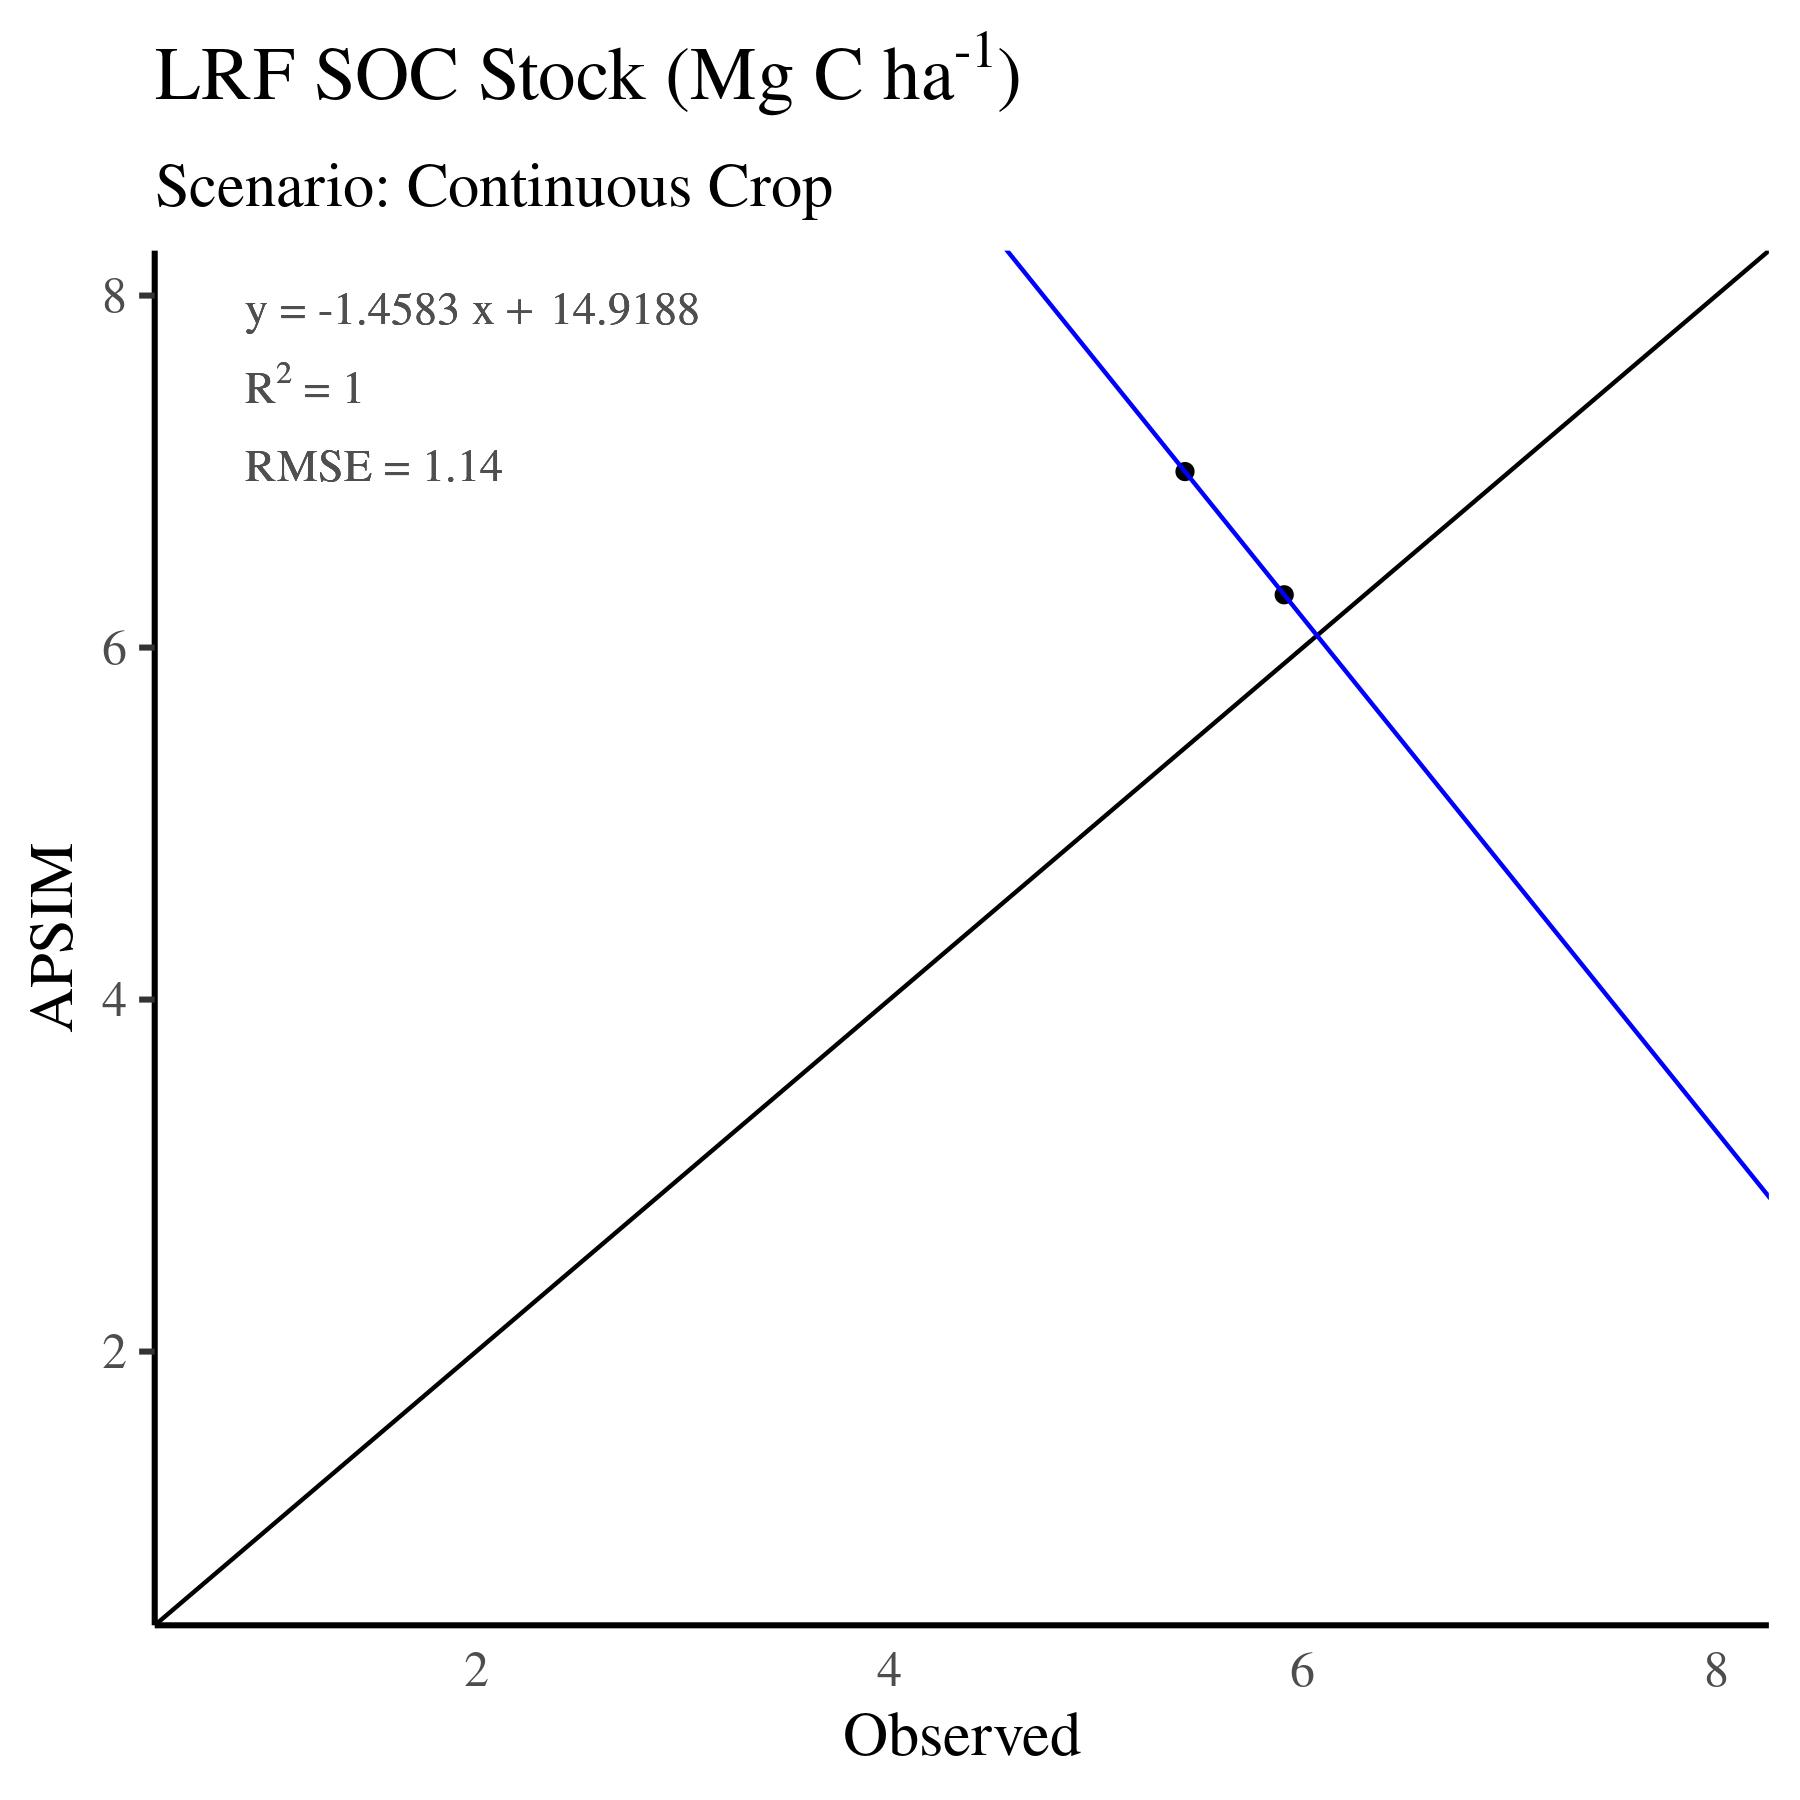 LRF SOC Stock (Mg C ha⁻¹)
Scenario: Continuous Crop
y = -1.4583 x + 14.9188
R² = 1
RMSE = 1.14
8
6
4
2
APSIM
2 4 6 8
Observed